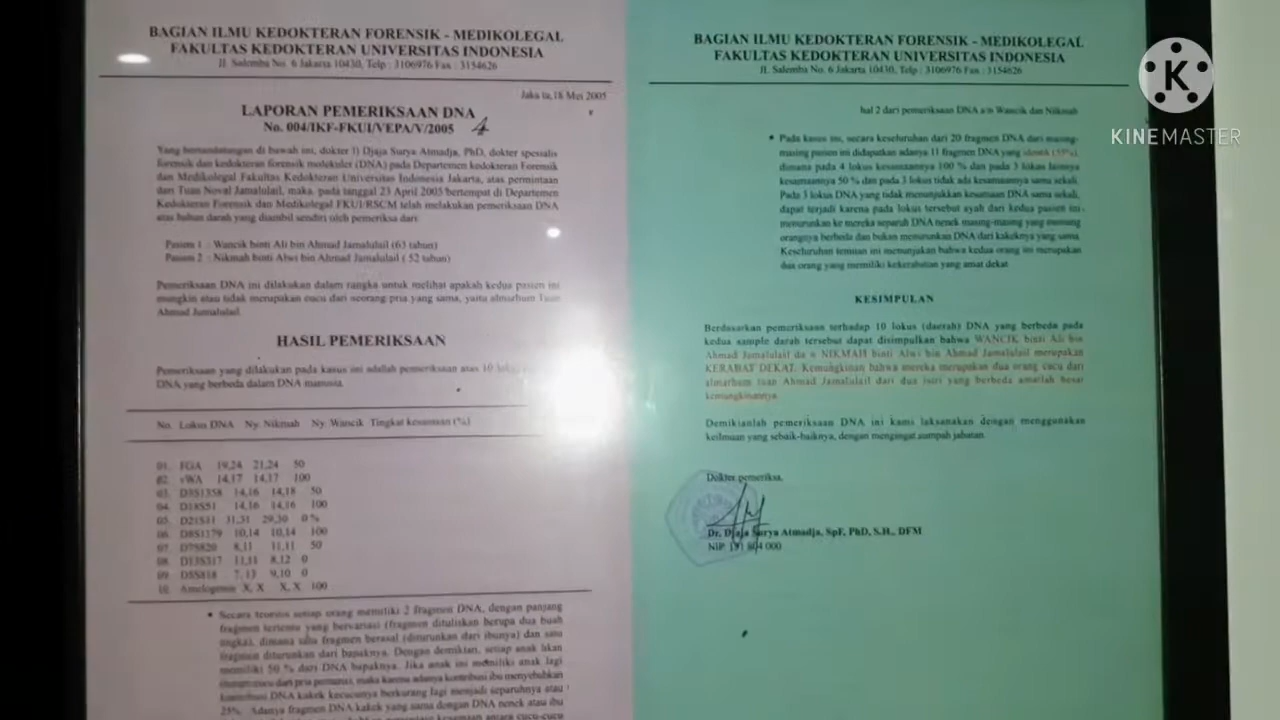 BAGIAN ILMU KEDOKTERAN FORENSIK - MEDIKOLEGAL
FAKULTAS KEDOKTERAN UNIVERSITAS INDONESIA
Jl. Salemba No. 6 Jakarta 10430, Telp : 3106976 Fax : 3154626
18 Mei 2005
LAPORAN PEMERIKSAAN DNA
No. 004/IKF-FKUI/VEPA/V/2005
Yang bertandatangan di bawah ini, dokter Djaja Surya Atmadja, PhD, dokter spesialis
forensik dan kedokteran forensik molekuler (DNA) pada Departemen kedokteran Forensik
dan Medikolegal Fakultas Kedokteran Universitas Indonesia Jakarta, atas permintaan
dari Tuan Noval Jamalulail, maka, pada tanggal 23 April 2005 bertempat di Departemen
Kedokteran Forensik dan Medikolegal FKUI/RSCM telah melakukan pemeriksaan DNA
atas bahan darah yang diambil sendiri oleh pemeriksa dari:
Pasien 1 : Wancik binti Ali bin Ahmad Jamalulail (63 tahun)
Pasien 2 : Nikmah binti Alwi bin Ahmad Jamalulail ( 52 tahun)
Pemeriksaan DNA ini dilakukan dalam rangka untuk melihat apakah kedua pasien ini
mungkin atau tidak merupakan cucu dari seorang pria yang sama, yaitu almarhum Tuan
Ahmad Jamalulail.
HASIL PEMERIKSAAN
Pemeriksaan yang dilakukan pada kasus ini adalah pemeriksaan atas 10
DNA yang berbeda dalam DNA manusia.
No. Lokus DNA Ny. Nikmah Ny. Wancik Tingkat kesamaan (%)
01. FGA 19,24 21,24 50
02. vWA 14,17 14,17 100
03. D3S1358 14,16 14,18 50
04. D18S51 14,16 14,16 100
05. D21S11 31,31 29,30 0 %
06. D8S1179 10,14 10,14 100
07. D7S820 8,11 11,11 50
08. D13S317 11,11 8,12 0
09. D5S818 7, 13 9,10 0
10. Amelogenin X, X X, X 100
• Secara teoritis setiap orang memiliki 2 fragmen DNA, dengan panjang
fragmen tertentu yang bervariasi (fragmen dituliskan berupa dua buah
angka), dimana satu fragmen berasal (diturunkan dari ibunya) dan satu
fragmen diturunkan dari bapaknya. Dengan demikian, setiap anak akan
memiliki 50 % dari DNA bapaknya. Jika anak ini memiliki anak lagi
dari pria pertama), maka karena adanya kontribusi ibu menyebabkan
kontribusi DNA kakek kecucunya berkurang lagi menjadi separuhnya atau
25%. Adanya fragmen DNA kakek yang sama dengan DNA nenek atau ibu
kesamaan antara cucu-cucu
BAGIAN ILMU KEDOKTERAN FORENSIK - MEDIKOLEGAL
FAKULTAS KEDOKTERAN UNIVERSITAS INDONESIA
Jl. Salemba No. 6 Jakarta 10430, Telp : 3106976 Fax : 3154626
hal 2 dari pemeriksaan DNA a/n Wancik dan Nikmah
• Pada kasus ini, secara keseluruhan dari 20 fragmen DNA dari masing-
masing pasien ini didapatkan adanya 11 fragmen DNA yang
dimana pada 4 lokus kesamaannya 100 % dan pada 3 lokus lainnya
kesamaannya 50 % dan pada 3 lokus tidak ada kesamaan sama sekali.
Pada 3 lokus DNA yang tidak menunjukkan kesamaan DNA sama sekali,
dapat terjadi karena pada lokus tersebut ayah dari kedua pasien ini
menurunkan ke mereka separuh DNA nenek masing-masing yang memang
orangnya berbeda dan bukan menurunkan DNA dari kakeknya yang sama.
Keseluruhan temuan ini menunjukan bahwa kedua orang ini merupakan
dua orang yang memiliki kekerabatan yang amat dekat
KESIMPULAN
Berdasarkan pemeriksaan terhadap 10 lokus (daerah) DNA yang berbeda pada
kedua sample darah tersebut dapat disimpulkan bahwa WANCIK binti Ali bin
Ahmad Jamalulail da n NIKMAH binti Alwi bin Ahmad Jamalulail merupakan
KERABAT DEKAT. Kemungkinan bahwa mereka merupakan dua orang cucu dari
almarhum tuan Ahmad Jamalulail dari dua istri yang berbeda amatlah besar
kemungkinannya.
Demikianlah pemeriksaan DNA ini kami laksanakan dengan menggunakan
keilmuan yang sebaik-baiknya, dengan mengingat sumpah jabatan.
Dokter pemeriksa,
Dr. Djaja Surya Atmadja, SpF, PhD, S.H., DFM
NIP
K
KINEMASTER